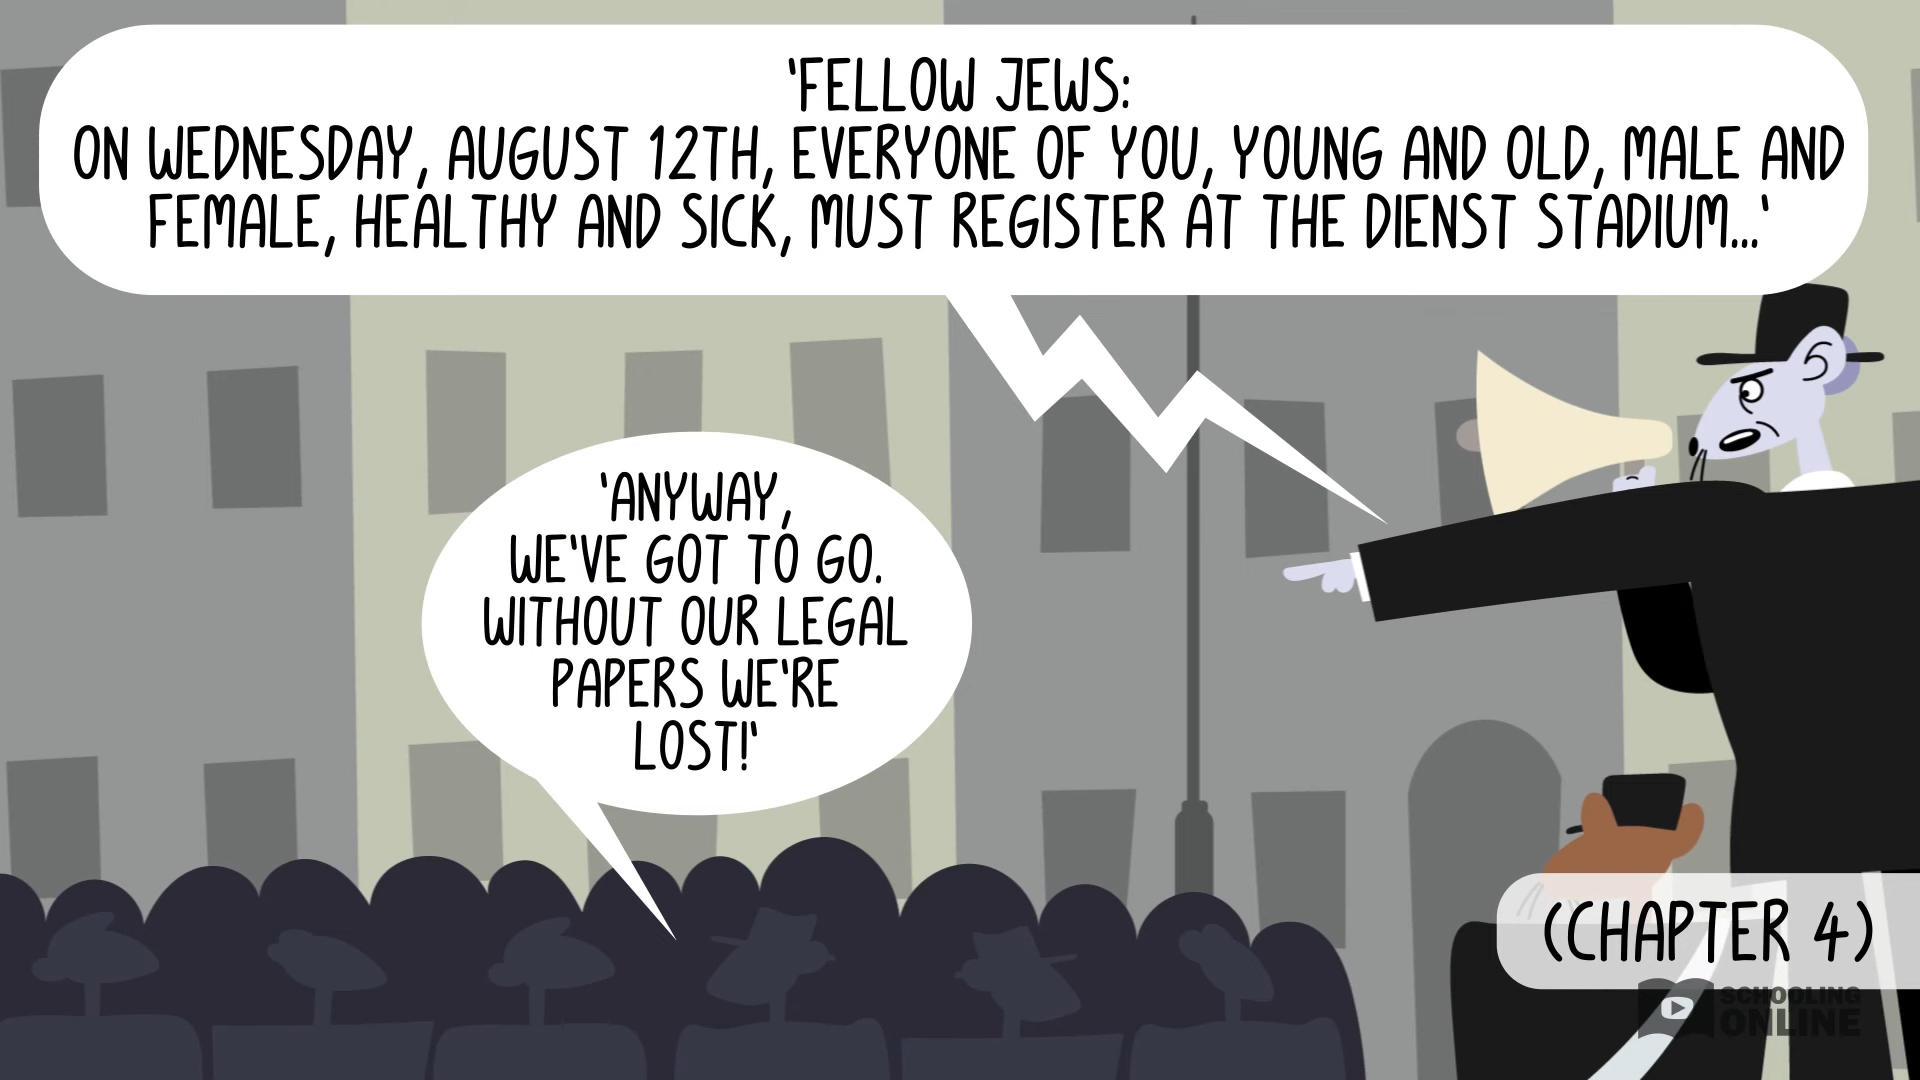 'FELLOW JEWS:
ON WEDNESDAY, AUGUST 12TH, EVERYONE OF YOU, YOUNG AND OLD, MALE AND
FEMALE, HEALTHY AND SICK, MUST REGISTER AT THE DIENST STADIUM...'
'ANYWAY,
WE'VE GOT TO GO.
WITHOUT OUR LEGAL
PAPERS WE'RE
LOST!'
(CHAPTER 4)
SCHOOLING
ONLINE